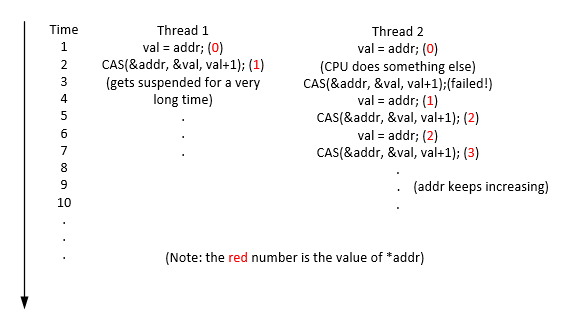 Time Thread 1 Thread 2
1 val = addr; (0) val = addr; (0)
2 CAS(&addr, &val, val+1); (1) (CPU does something else)
3 (gets suspended for a very CAS(&addr, &val, val+1);(failed!)
4 long time) val = addr; (1)
5 . CAS(&addr, &val, val+1); (2)
6 . val = addr; (2)
7 . CAS(&addr, &val, val+1); (3)
8 .
9 . (addr keeps increasing)
10 .
.
.
. (Note: the red number is the value of *addr)